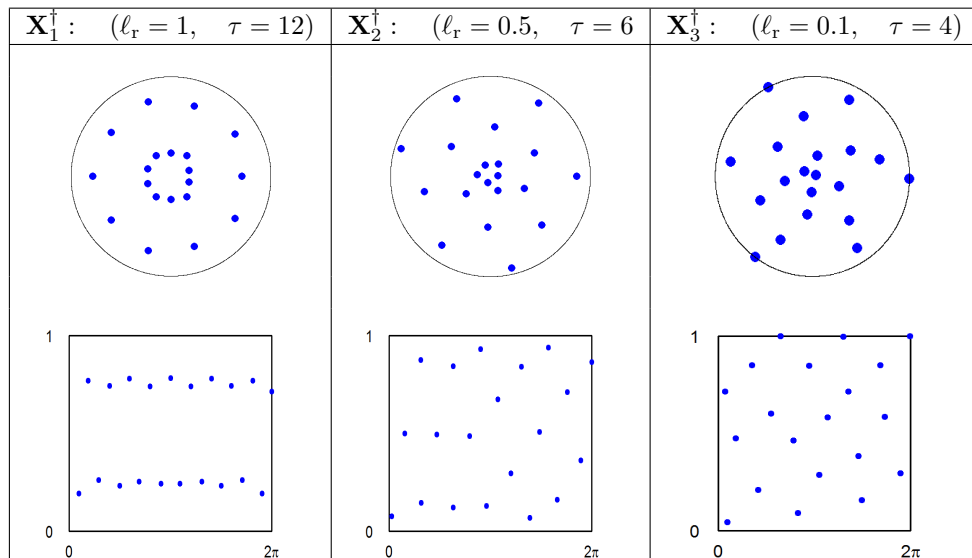 X₁† : (ℓᵣ = 1, τ = 12)
X₂† : (ℓᵣ = 0.5, τ = 6
X₃† : (ℓᵣ = 0.1, τ = 4)
1
0
0
2π
1
0
0
2π
1
0
0
2π